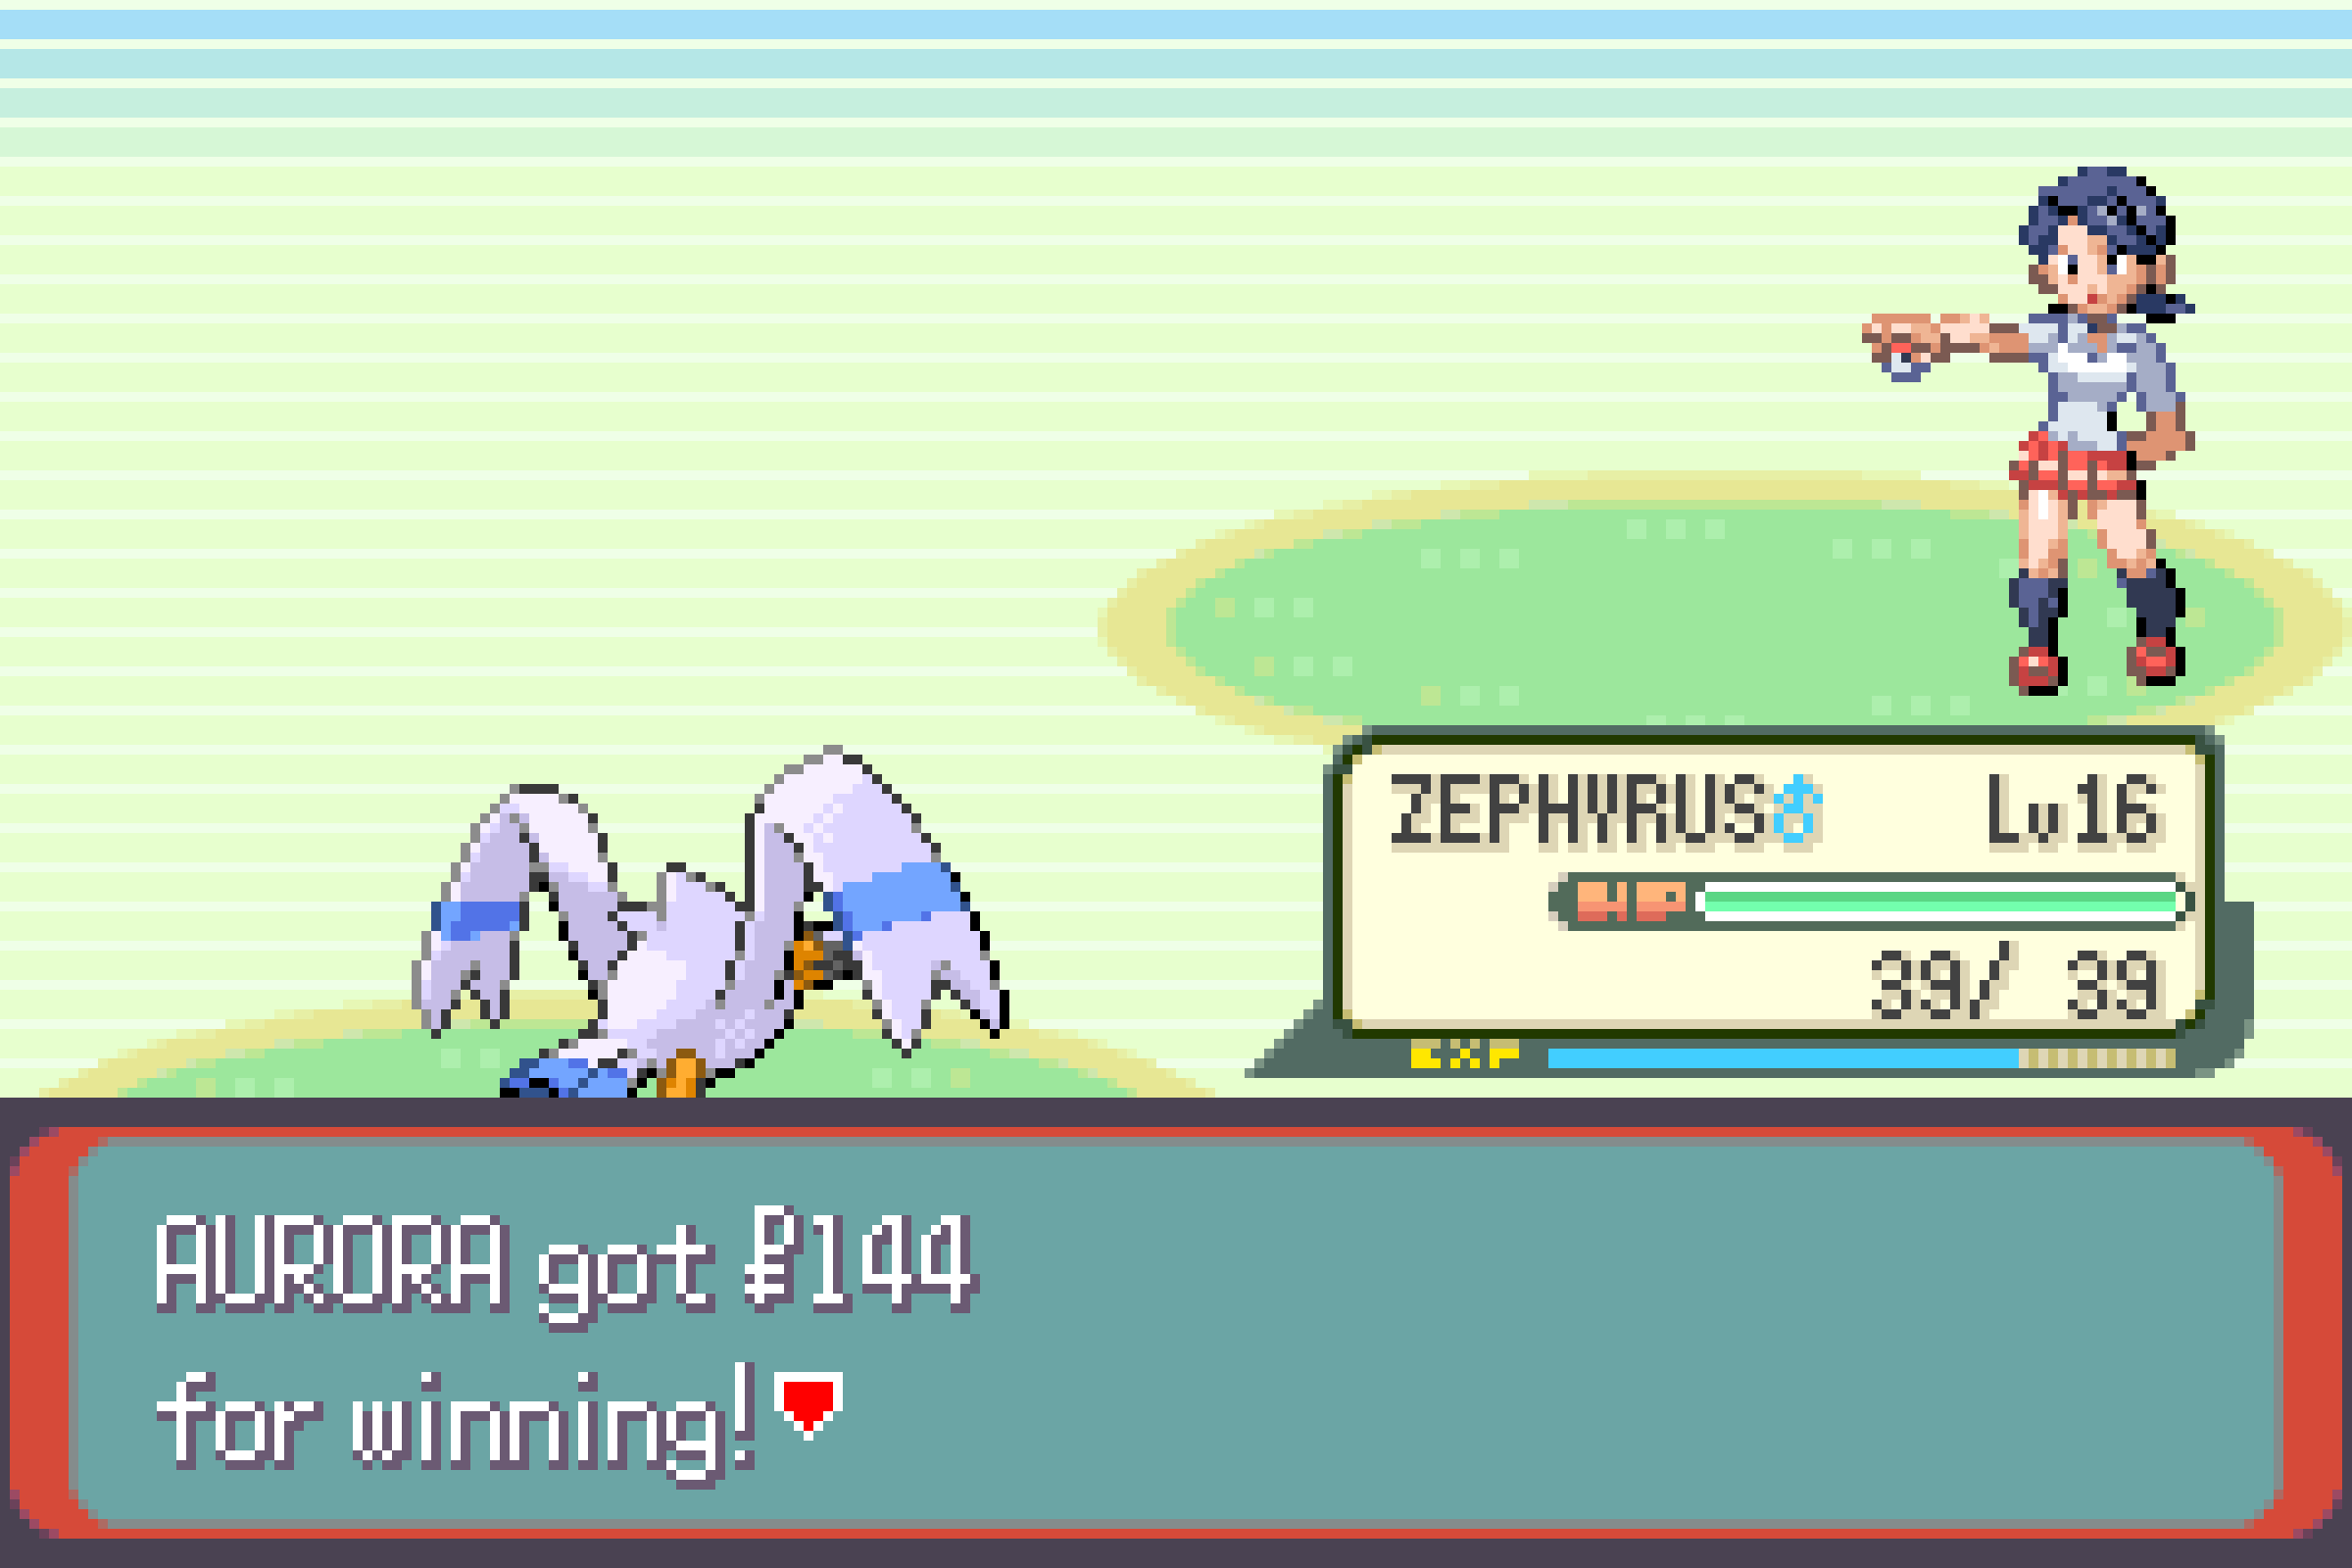 ZEPHYRUS♂ Lv16
HP
39/ 39
EXP
AURORA got ₽144
for winning!